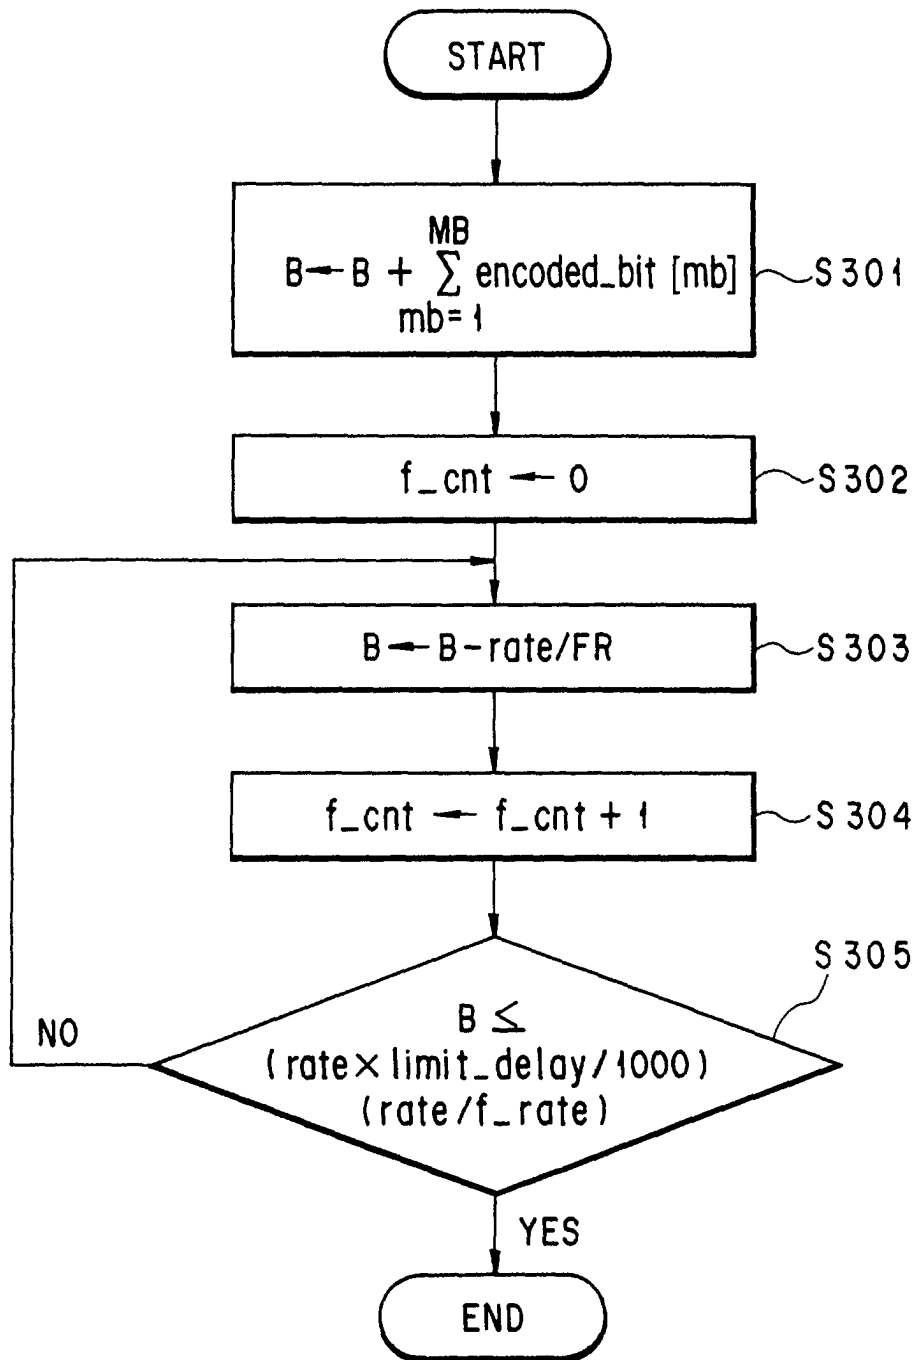 START
MB
B ← B + ∑ encoded_bit [mb]
mb=1
S301
f_cnt ← 0
S302
B ← B-rate/FR
S303
f_cnt ← f_cnt + 1
S304
S305
NO
B ≤
(rate×limit_delay/1000)
(rate/f_rate)
YES
END